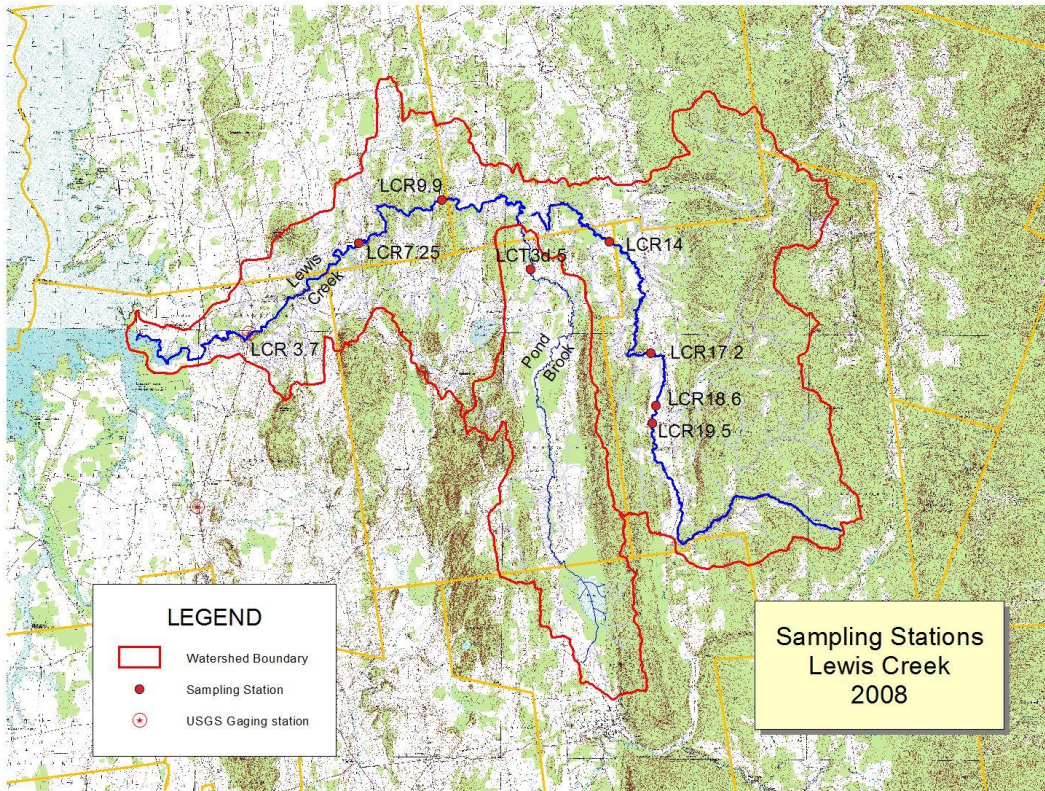 LCR9.9
LCR7.25
LCR14
LCT3d.5
Lewis
Creek
LCR 3.7
Pond
Brook
LCR17.2
LCR18.6
LCR19.5
LEGEND
Watershed Boundary
Sampling Station
USGS Gaging station
Sampling Stations
Lewis Creek
2008